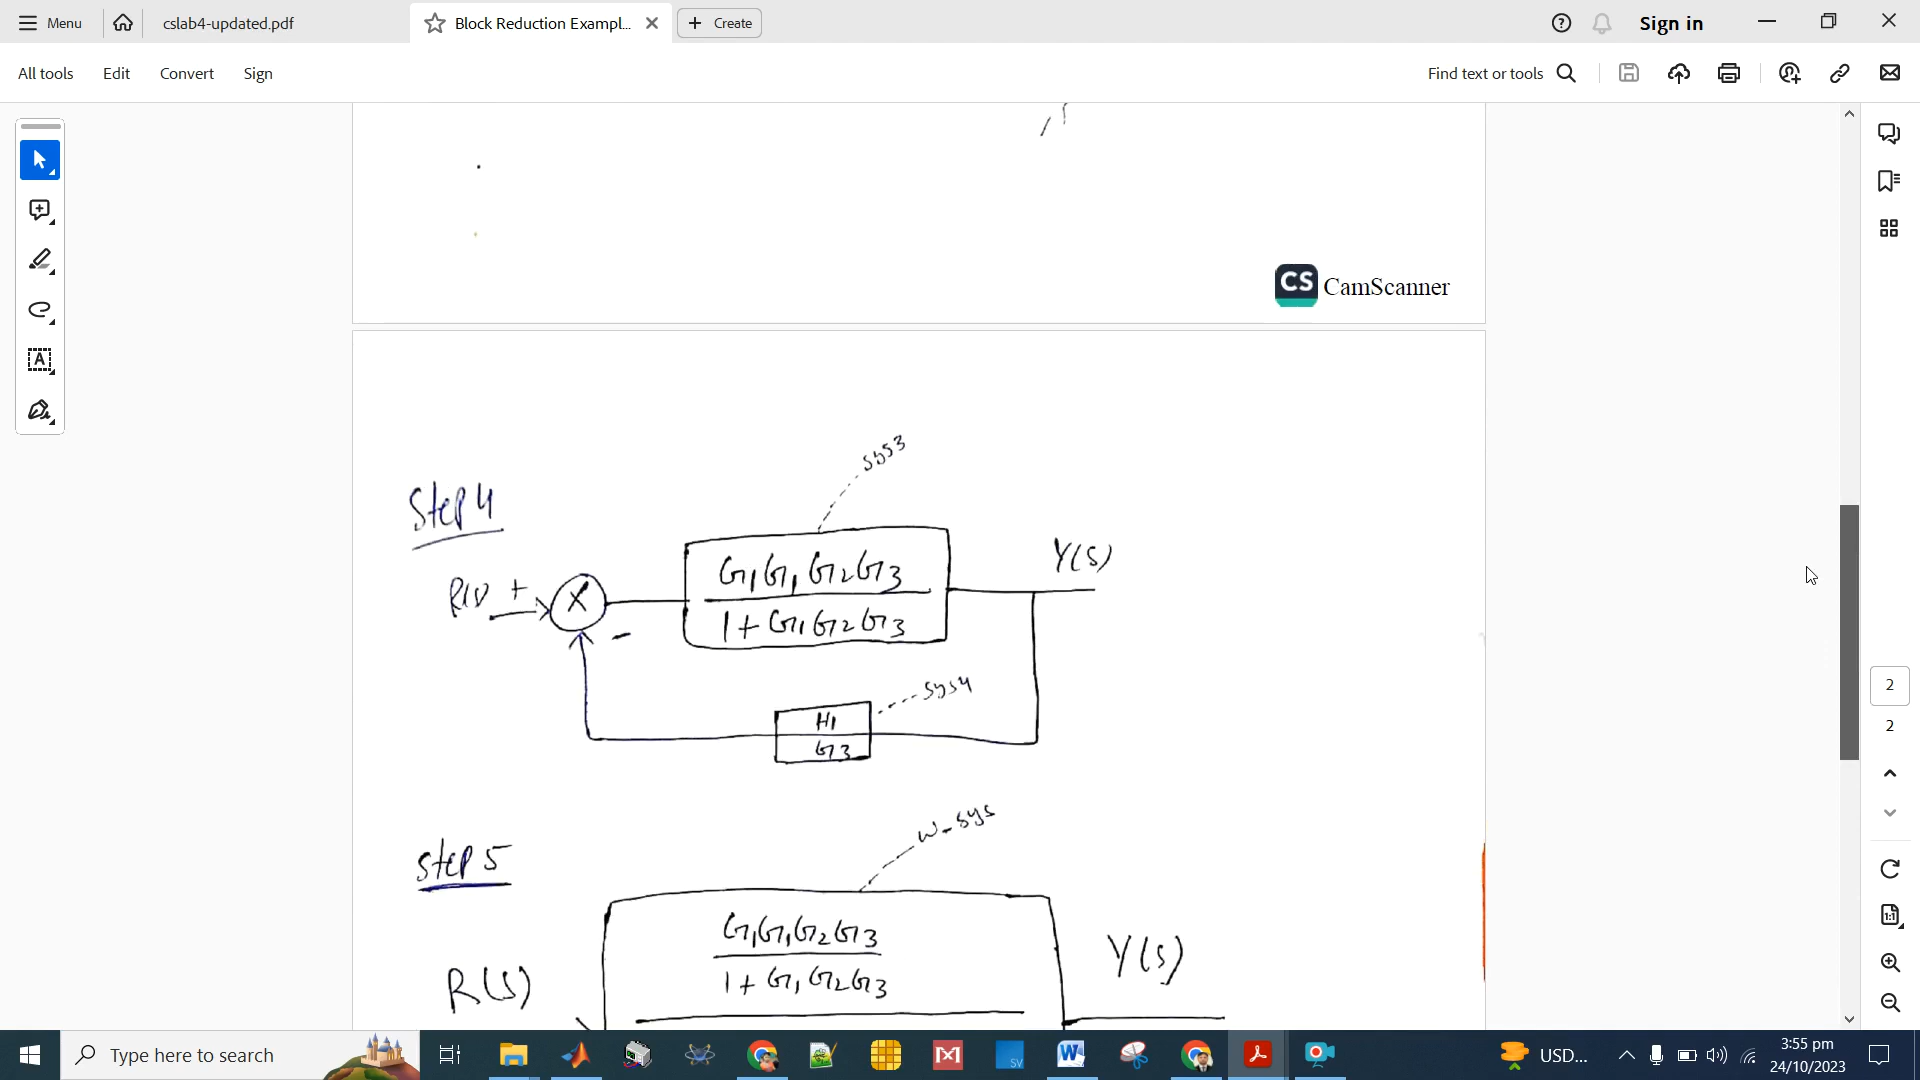 Menu
cslab4-updated.pdf
Block Reduction Exampl...
Create
Sign in
All tools
Edit
Convert
Sign
Find text or tools
CS CamScanner
Step 4
sys3
G1G1G2G3
1+G1G2G3
+
Y(S)
-
sys4
H1
G3
Step 5
w-sys
G1G1G2G3
1+G1G2G3
R(S)
Y(S)
2
2
Type here to search
SV
USD...
3:55 pm
24/10/2023